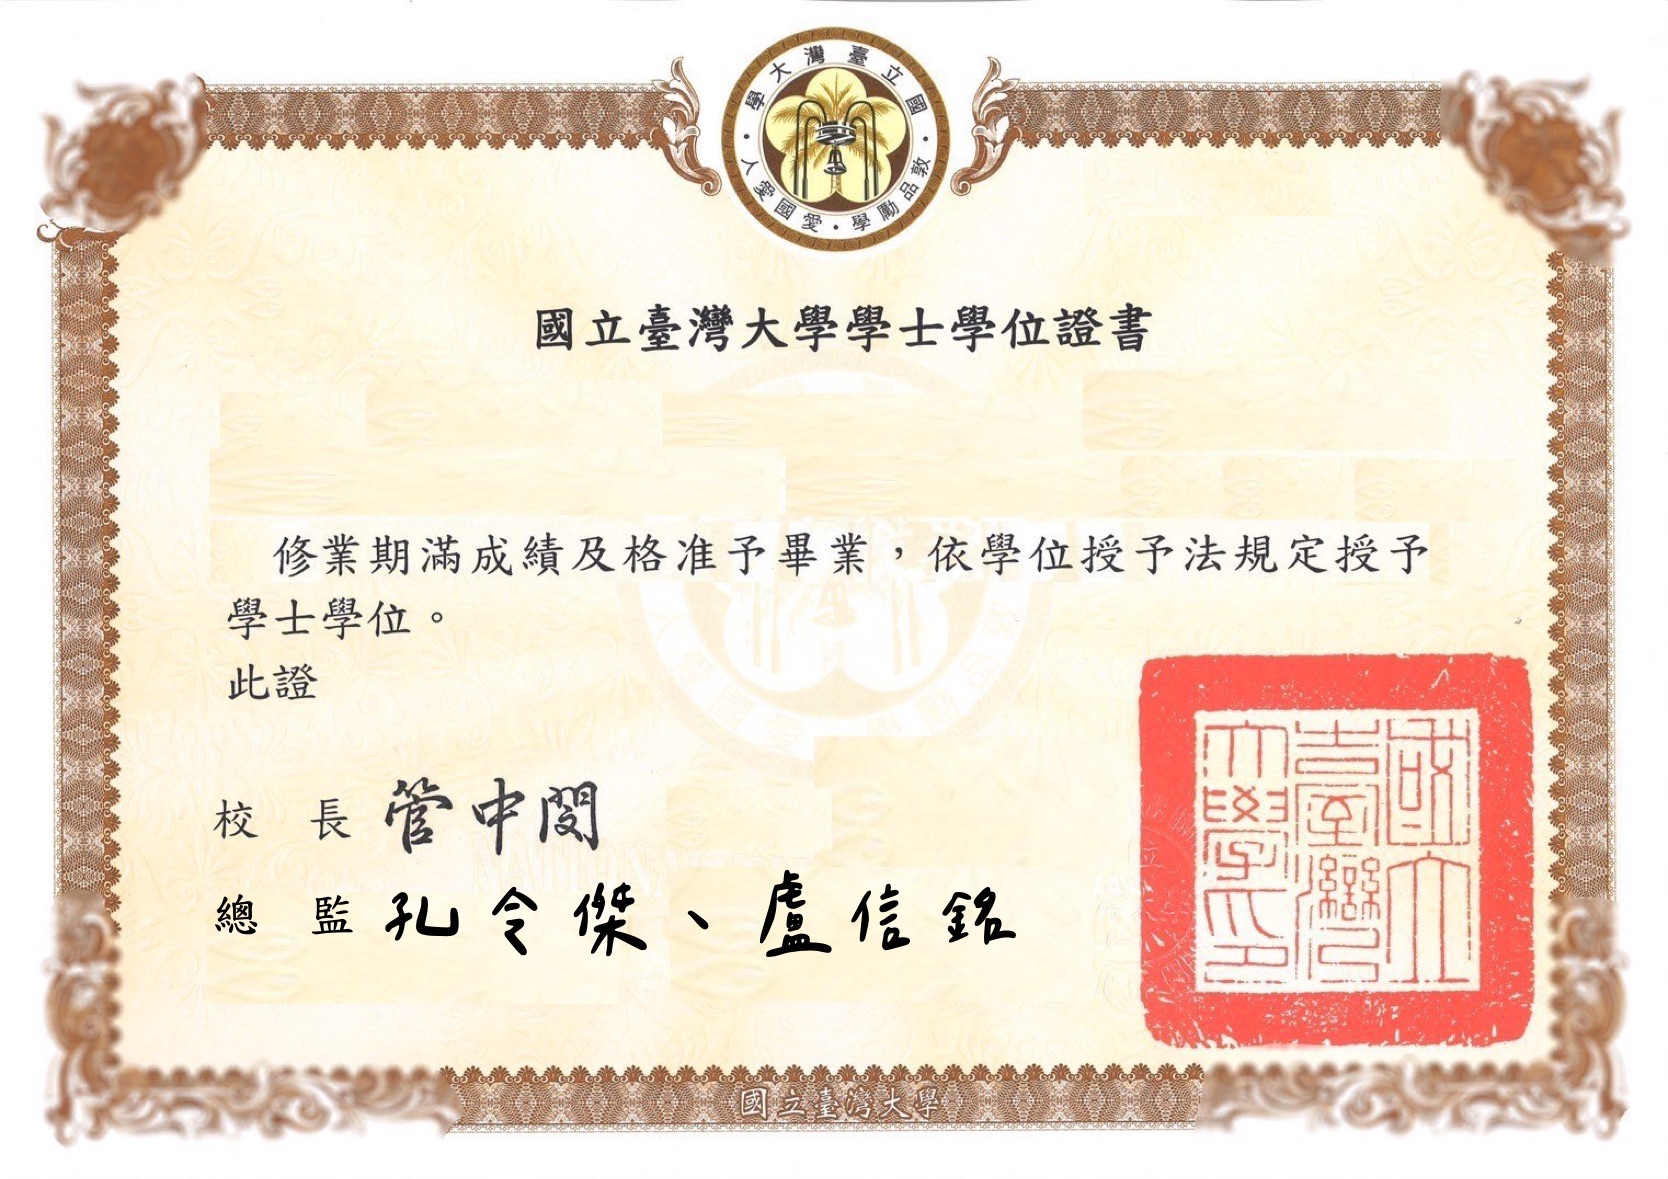 國立臺灣大學
敦品勵學・愛國愛人
國立臺灣大學學士學位證書
修業期滿成績及格准予畢業，依學位授予法規定授予
學士學位。
此證
校 長 管中閔
總 監 孔令傑、盧信銘
國立臺灣大學印
國立臺灣大學